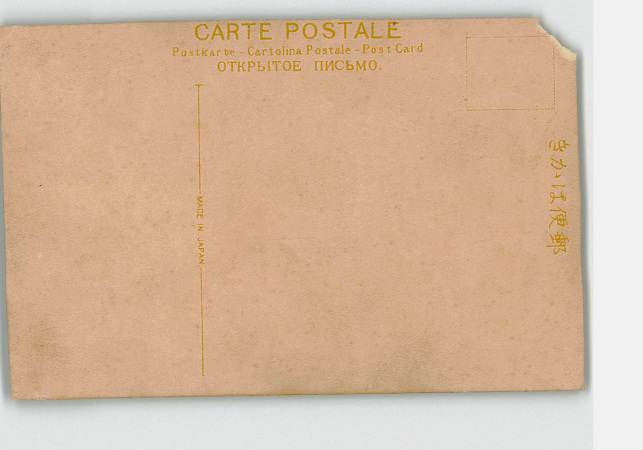 CARTE POSTALE
Postkarte - Cartolina Postale - Post Card
ОТКРЫТОЕ ПИСЬМО.
MADE IN JAPAN
郵便はがき